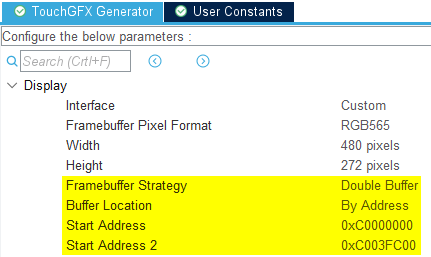 TouchGFX Generator User Constants
Configure the below parameters :
Search (Crtl+F)
Display
Interface Custom
Framebuffer Pixel Format RGB565
Width 480 pixels
Height 272 pixels
Framebuffer Strategy Double Buffer
Buffer Location By Address
Start Address 0xC0000000
Start Address 2 0xC003FC00